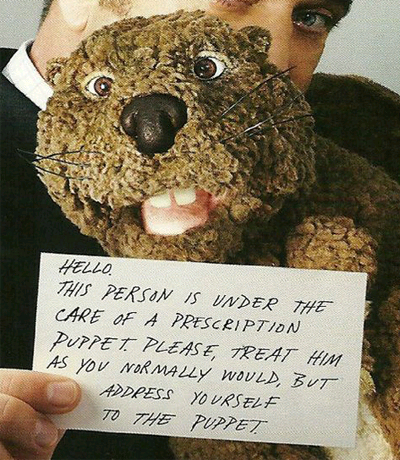 HELLO.
THIS PERSON IS UNDER THE
CARE OF A PRESCRIPTION
PUPPET. PLEASE, TREAT HIM
AS YOU NORMALLY WOULD, BUT
ADDRESS YOURSELF
TO THE PUPPET.